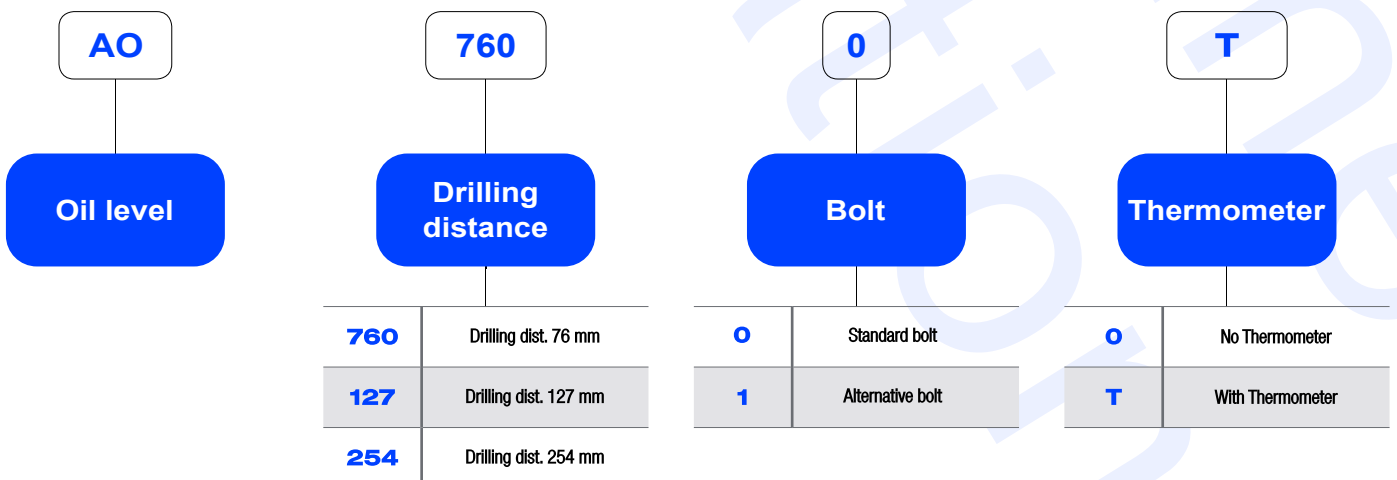 AO
760
0
T
Oil level
Drilling
distance
Bolt
Thermometer
760 Drilling dist. 76 mm
127 Drilling dist. 127 mm
254 Drilling dist. 254 mm
0 Standard bolt
1 Alternative bolt
0 No Thermometer
T With Thermometer